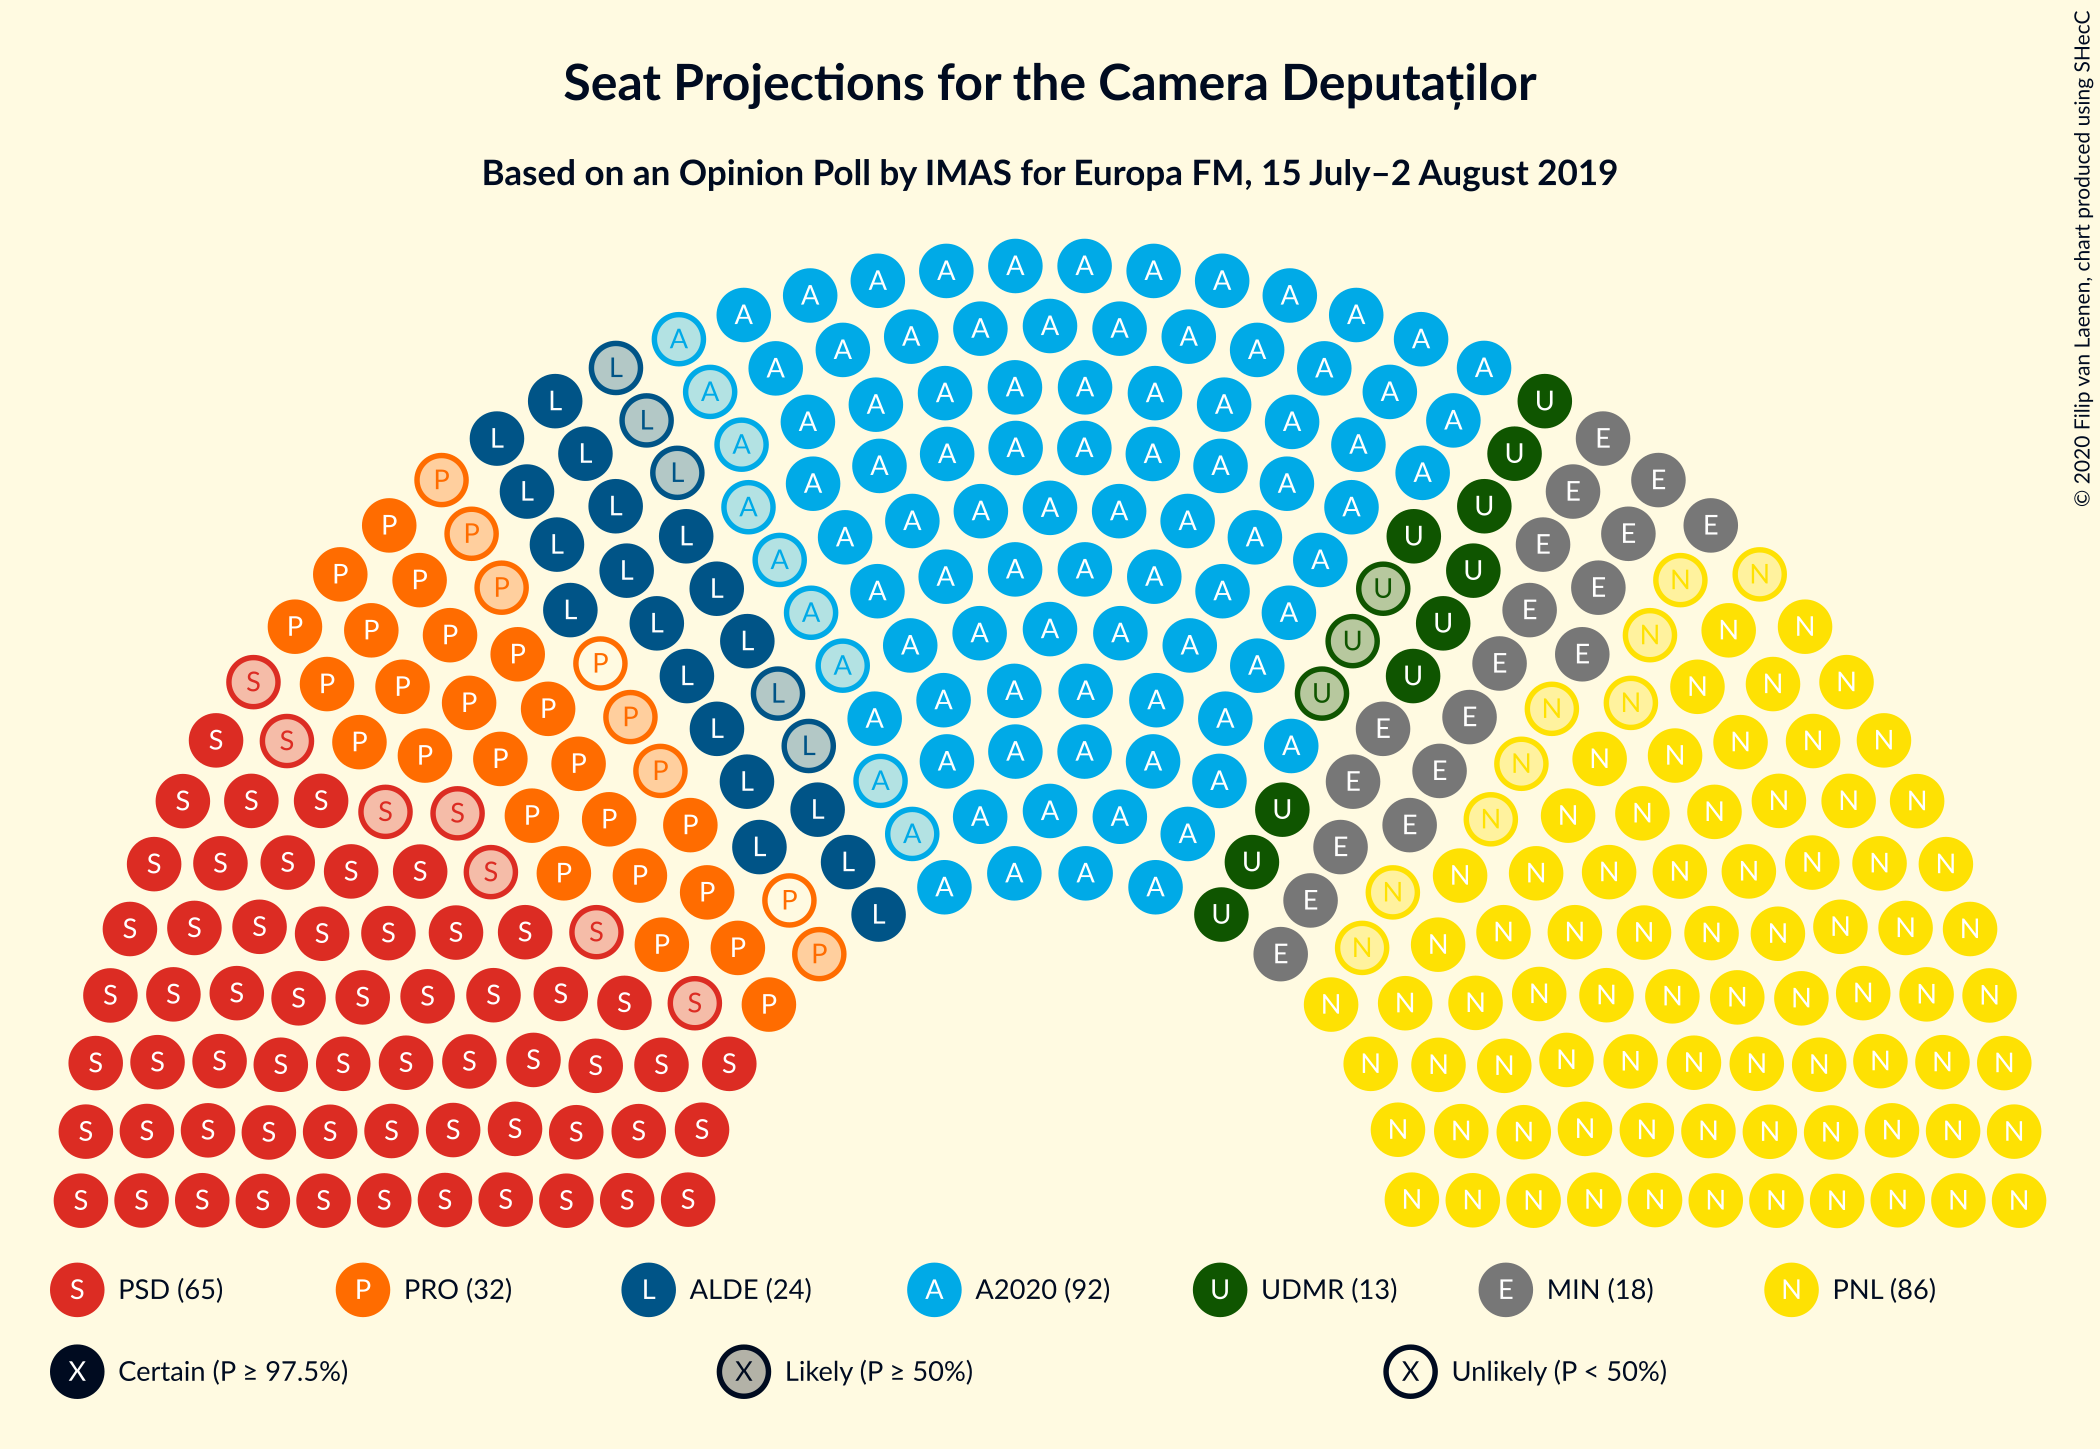 Seat Projections for the Camera Deputaților
Based on an Opinion Poll by IMAS for Europa FM, 15 July–2 August 2019
© 2020 Filip van Laenen, chart produced using SHecC
S PSD (65) P PRO (32) L ALDE (24) A A2020 (92) U UDMR (13) E MIN (18) N PNL (86)
X Certain (P ≥ 97.5%) X Likely (P ≥ 50%) X Unlikely (P < 50%)